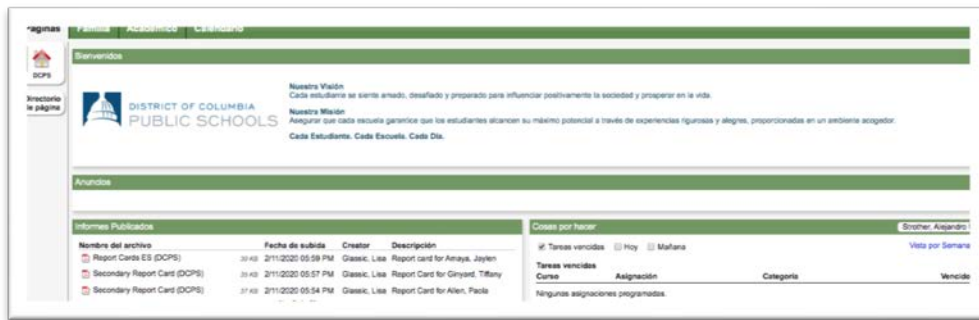 Páginas Familia Académico Calendario
Bienvenidos
DCPS
Directorio de página
DISTRICT OF COLUMBIA
PUBLIC SCHOOLS
Nuestra Visión
Cada estudiante se siente amado, desafiado y preparado para influenciar positivamente la sociedad y prosperar en la vida.
Nuestra Misión
Asegurar que cada escuela garantice que los estudiantes alcancen su máximo potencial a través de experiencias rigurosas y alegres, proporcionadas en un ambiente acogedor.
Cada Estudiante. Cada Escuela. Cada Día.
Anuncios
Informes Publicados
Nombre del archivo Fecha de subida Creator Descripción
Report Cards ES (DCPS) 2/11/2020 05:59 PM Glassic, Lisa Report card for Amaya, Jaylen
Secondary Report Card (DCPS) 2/11/2020 05:57 PM Glassic, Lisa Report Card for Ginyard, Tiffany
Secondary Report Card (DCPS) 37 KB 2/11/2020 05:54 PM Glassic, Lisa Report Card for Allen, Paola
Cosas por hacer Strother, Alejandro
Tareas vencidas Hoy Mañana Vista por Semana
Tareas vencidas
Curso Asignación Categoria Vencido
Ningunas asignaciones programadas.